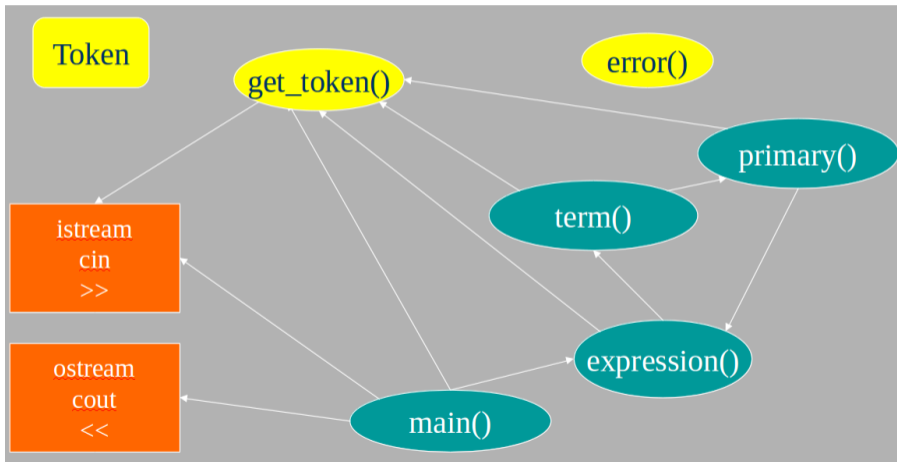 Token
get_token()
error()
primary()
term()
istream
cin
>>
expression()
ostream
cout
<<
main()